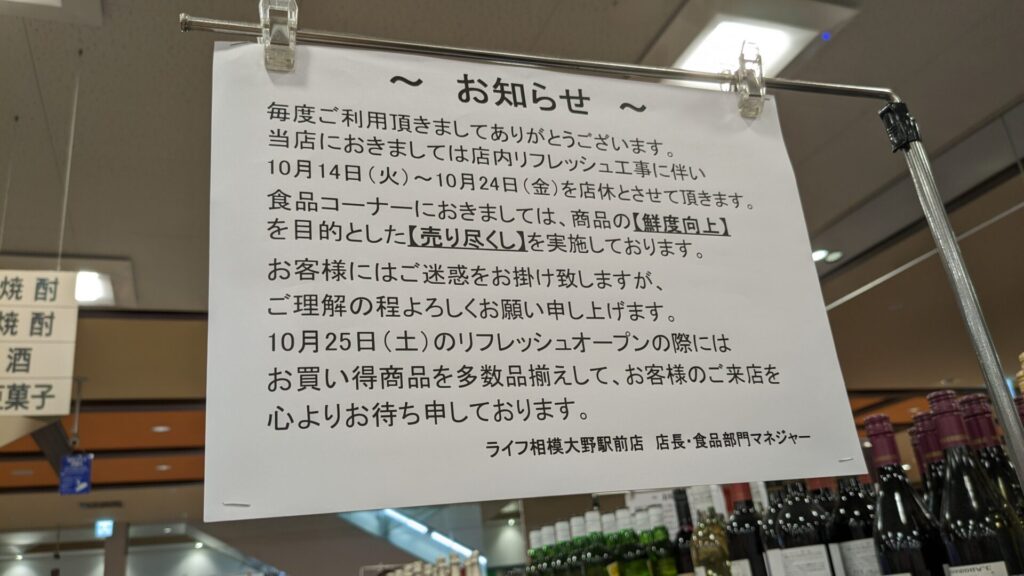 ～ お知らせ ～
毎度ご利用頂きましてありがとうございます。
当店におきましては店内リフレッシュ工事に伴い
10月14日(火)～10月24日(金)を店休とさせて頂きます。
食品コーナーにおきましては、商品の【鮮度向上】
を目的とした【売り尽くし】を実施しております。
お客様にはご迷惑をお掛け致しますが、
ご理解の程よろしくお願い申し上げます。
10月25日(土)のリフレッシュオープンの際には
お買い得商品を多数品揃えして、お客様のご来店を
心よりお待ち申しております。
ライフ相模大野駅前店 店長・食品部門マネジャー
焼酎
焼酎
酒
菓子